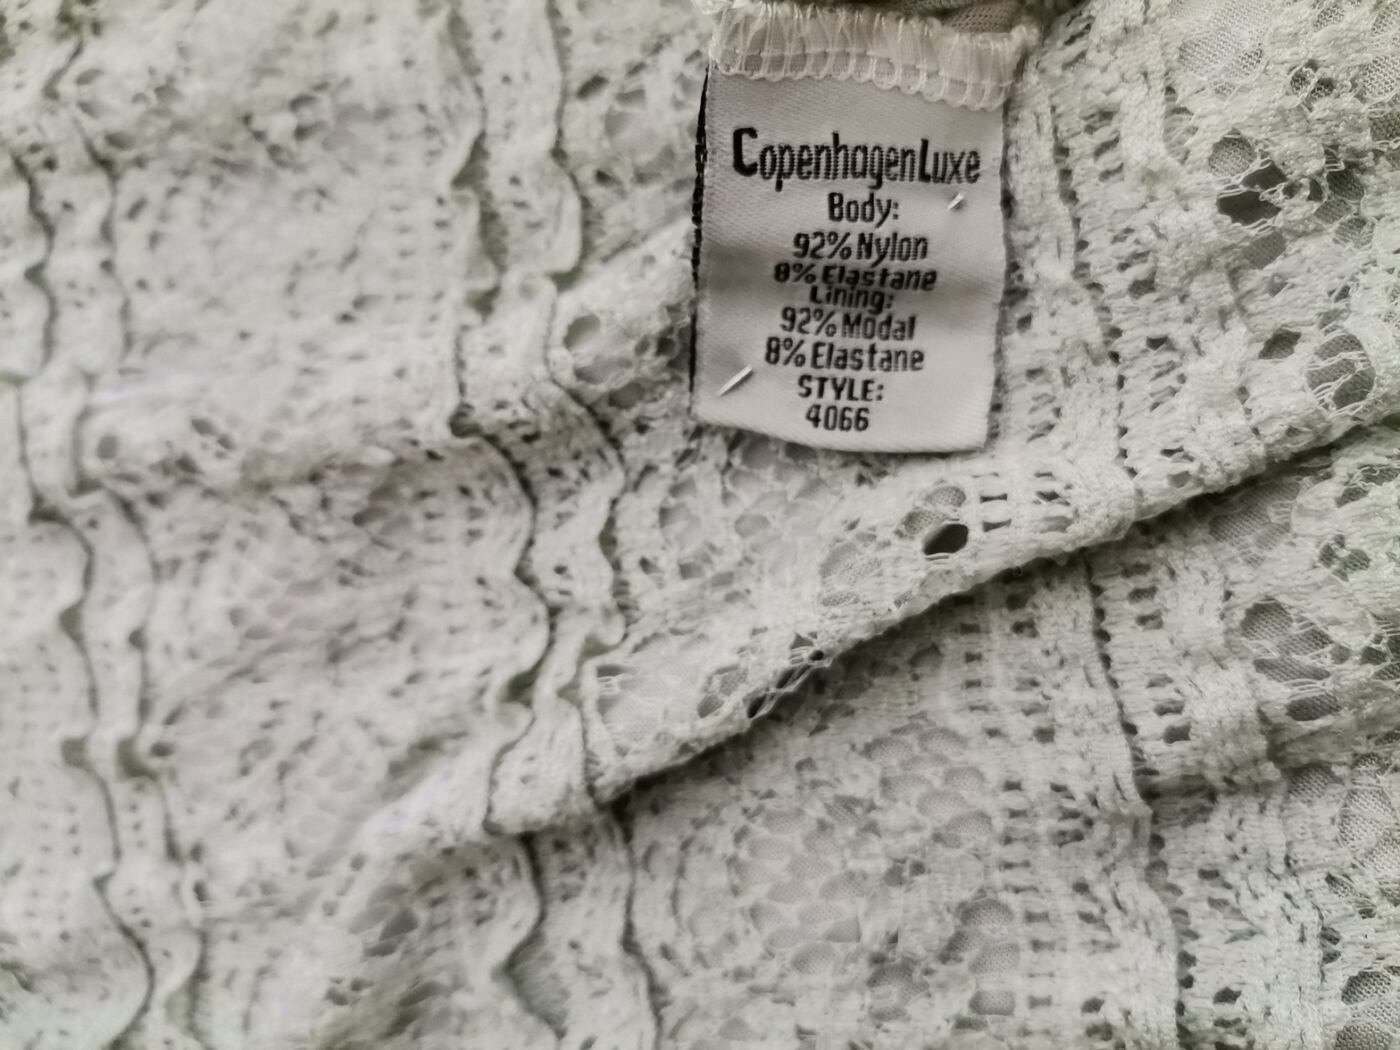 CopenhagenLuxe
Body:
92% Nylon
8% Elastane
Lining:
92% Modal
8% Elastane
STYLE:
4066